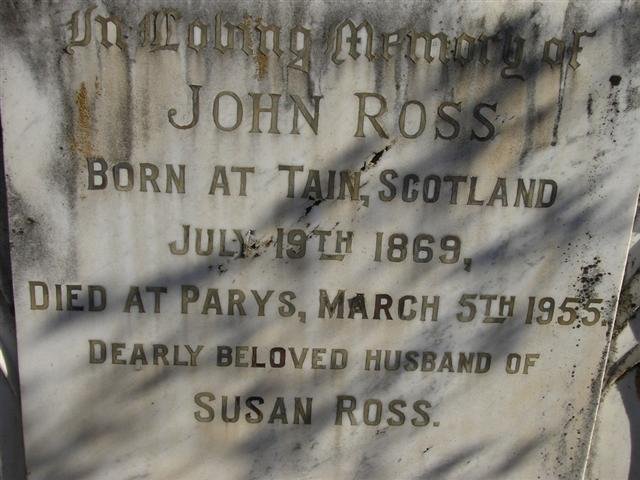 In Loving Memory of
JOHN ROSS
BORN AT TAIN, SCOTLAND
JULY 19TH 1869,
DIED AT PARYS, MARCH 5TH 1955.
DEARLY BELOVED HUSBAND OF
SUSAN ROSS.